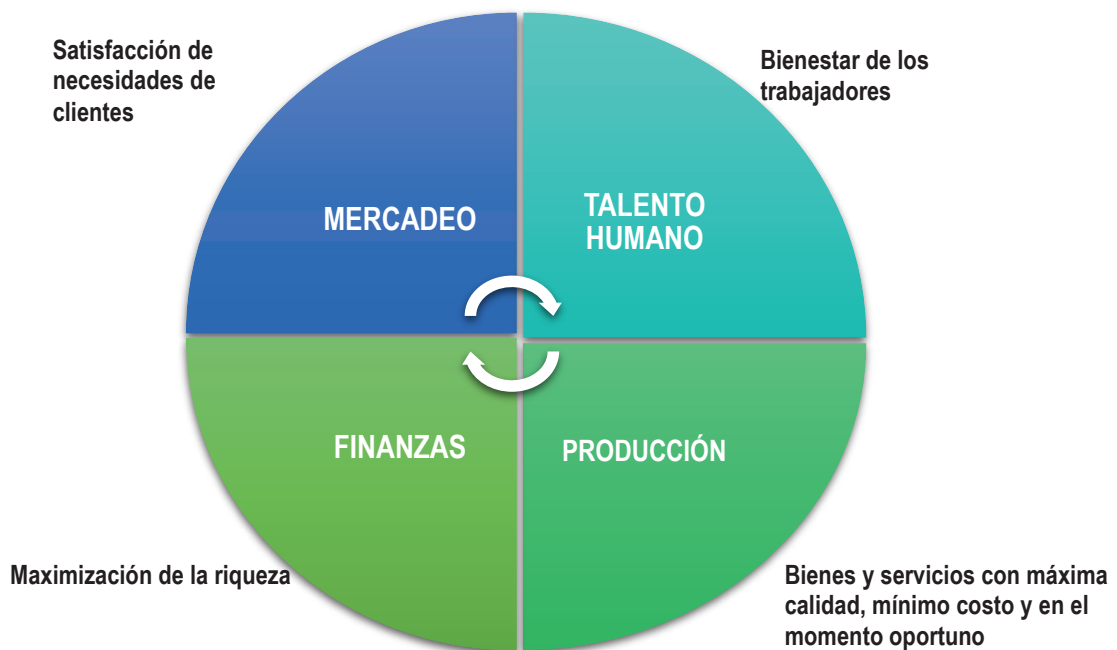 Satisfacción de
necesidades de
clientes
Bienestar de los
trabajadores
MERCADEO
TALENTO
HUMANO
FINANZAS
PRODUCCIÓN
Maximización de la riqueza
Bienes y servicios con máxima
calidad, mínimo costo y en el
momento oportuno